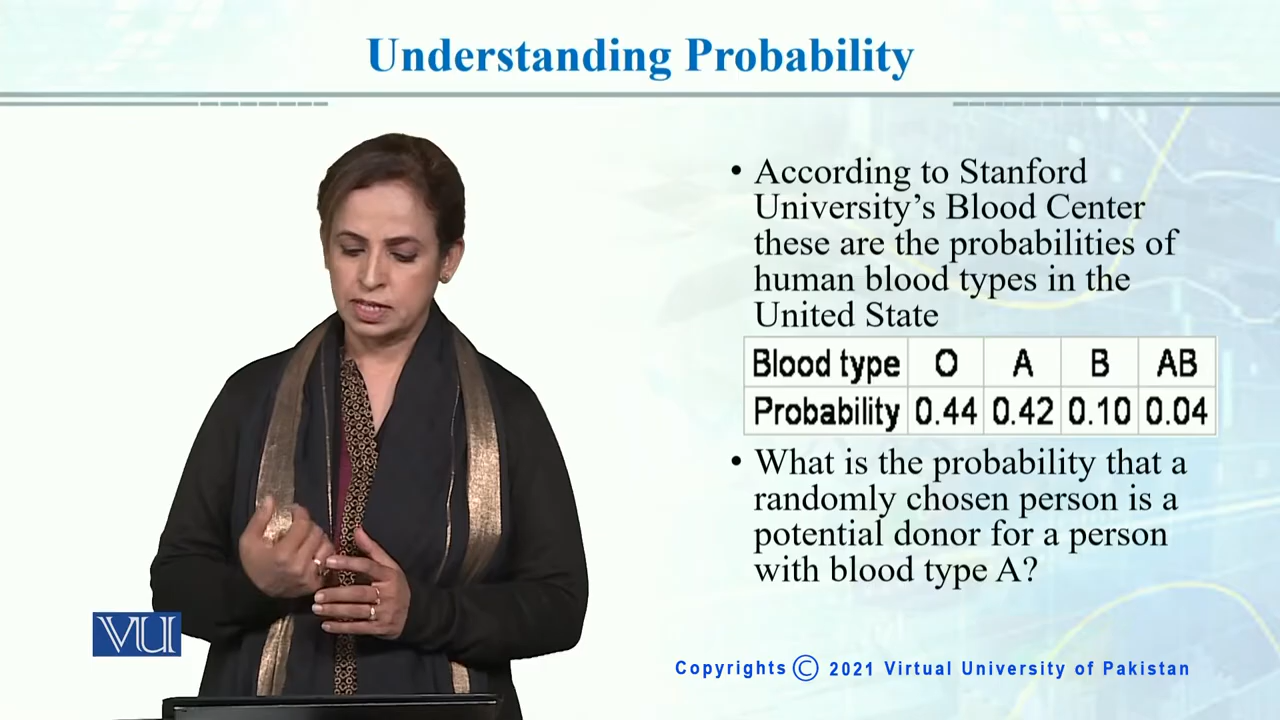 Understanding Probability
• According to Stanford
University’s Blood Center
these are the probabilities of
human blood types in the
United State
Blood type O A B AB
Probability 0.44 0.42 0.10 0.04
• What is the probability that a
randomly chosen person is a
potential donor for a person
with blood type A?
VU
Copyrights © 2021 Virtual University of Pakistan